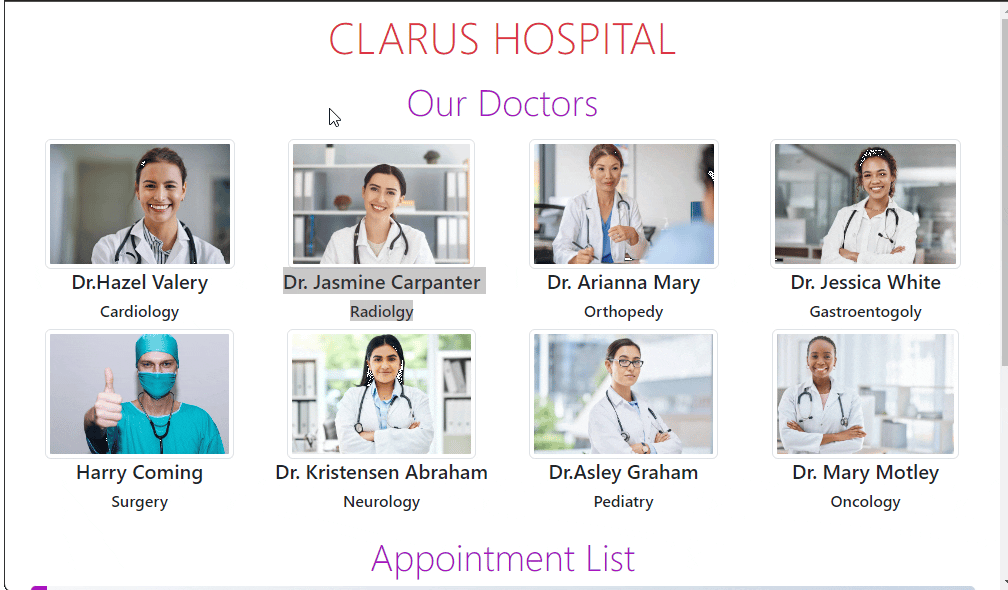 CLARUS HOSPITAL
Our Doctors
Dr.Hazel Valery
Cardiology
Dr. Jasmine Carpanter
Radiolgy
Dr. Arianna Mary
Orthopedy
Dr. Jessica White
Gastroentogoly
Harry Coming
Surgery
Dr. Kristensen Abraham
Neurology
Dr.Asley Graham
Pediatry
Dr. Mary Motley
Oncology
Appointment List